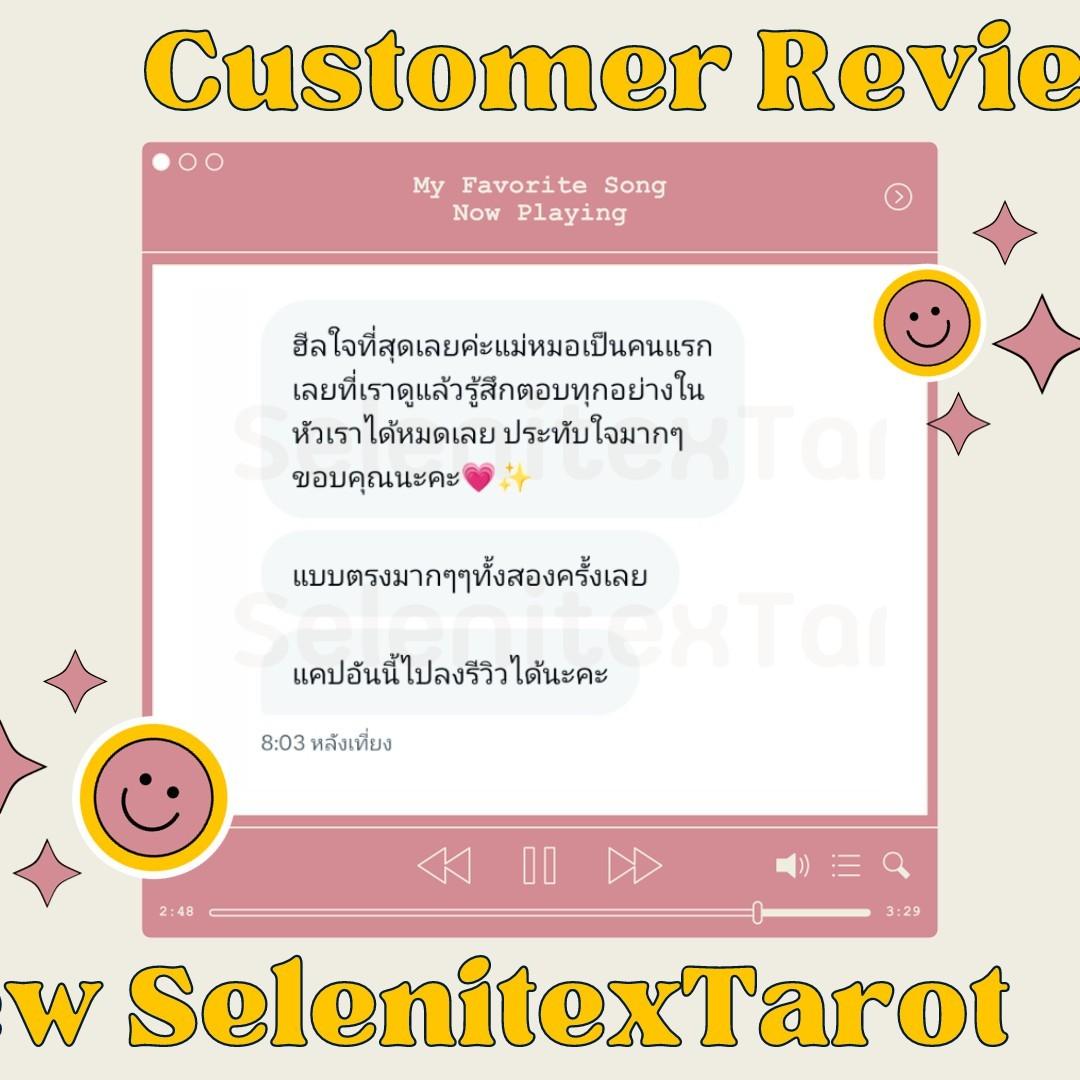 Customer Revie
My Favorite Song
Now Playing
ฮีลใจที่สุดเลยค่ะแม่หมอเป็นคนแรก
เลยที่เราดูแล้วรู้สึกตอบทุกอย่างใน
หัวเราได้หมดเลย ประทับใจมากๆ
ขอบคุณนะคะ💗✨
แบบตรงมากๆๆทั้งสองครั้งเลย
แคปอันนี้ไปลงรีวิวได้นะคะ
8:03 หลังเที่ยง
SelenitexTar
SelenitexTar
2:48
3:29
ew SelenitexTarot